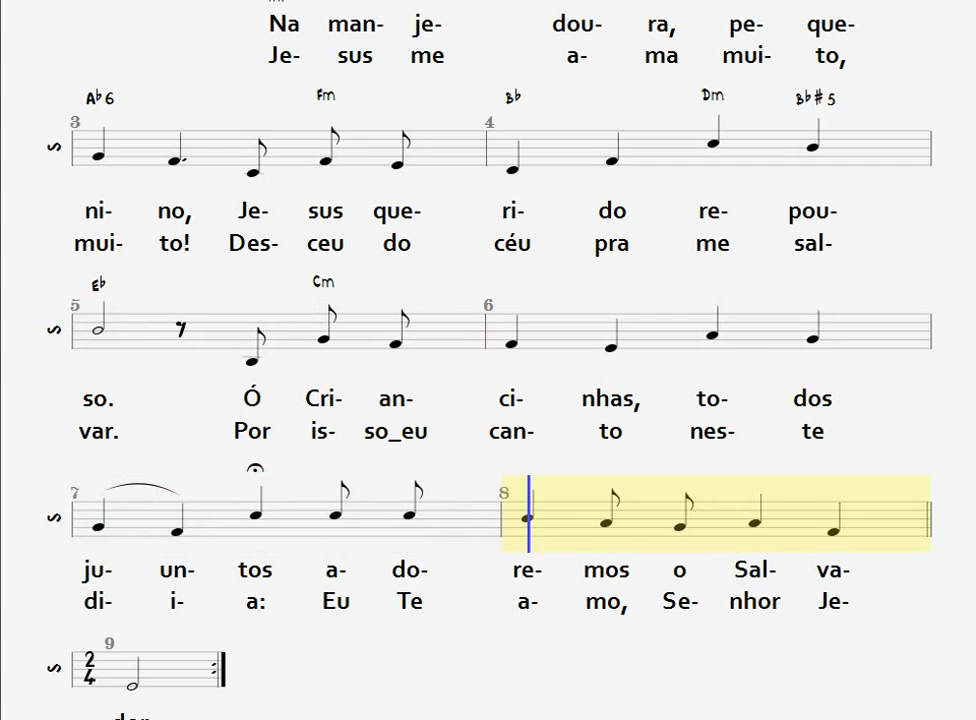 Na man- je- dou- ra, pe- que-
Je- sus me a- ma mui- to,
A♭6 Fm B♭ Dm B♭♯5
3 4
ni- no, Je- sus que- ri- do re- pou-
mui- to! Des- ceu do céu pra me sal-
E♭ Cm
5 6
so. Ó Cri- an- ci- nhas, to- dos
var. Por is- so_eu can- to nes- te
7 8
ju- un- tos a- do- re- mos o Sal- va-
di- i- a: Eu Te a- mo, Se- nhor Je-
9
2
4